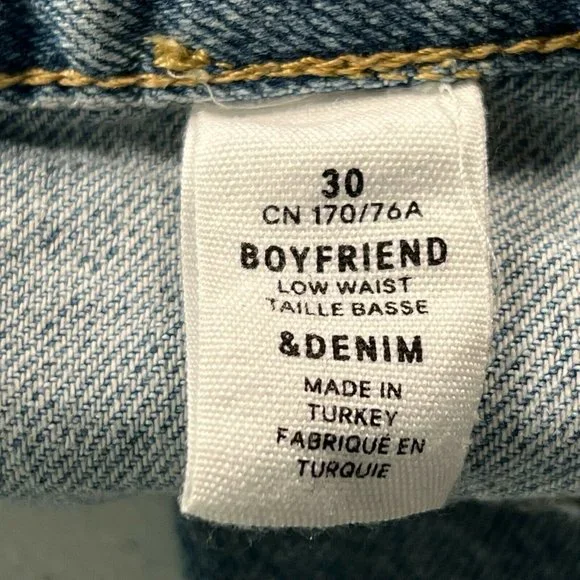 30
CN 170/76A
BOYFRIEND
LOW WAIST
TAILLE BASSE
&DENIM
MADE IN
TURKEY
FABRIQUÉ EN
TURQUIE